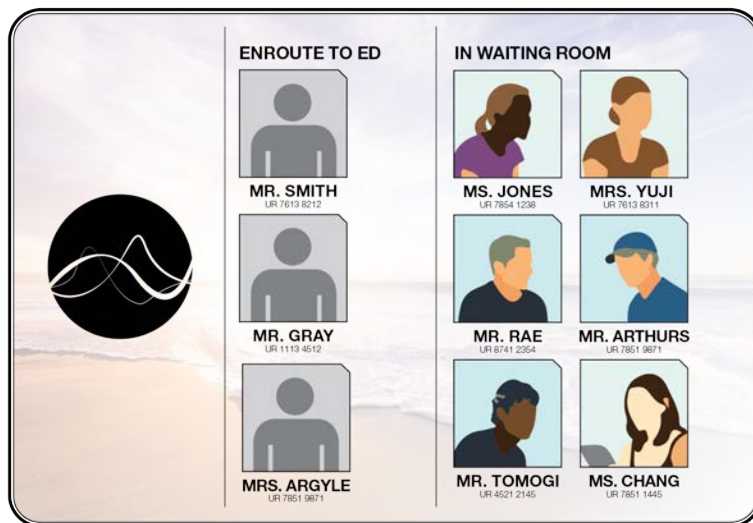 ENROUTE TO ED
MR. SMITH
UR 7613 8212
MR. GRAY
UR 1113 4512
MRS. ARGYLE
UR 7851 9871
IN WAITING ROOM
MS. JONES
UR 7854 1238
MRS. YUJI
UR 7613 8311
MR. RAE
UR 8741 2354
MR. ARTHURS
UR 7851 9871
MR. TOMOGI
UR 4521 2145
MS. CHANG
UR 7851 1445